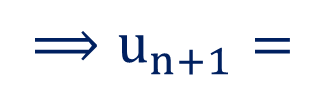 ⟹ uₙ₊₁ =